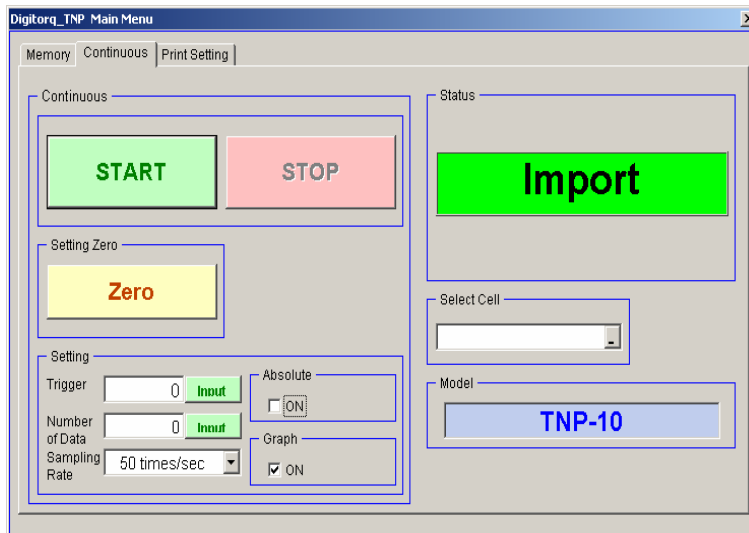 Digitorq_TNP Main Menu
Memory
Continuous
Print Setting
Continuous
START
STOP
Setting Zero
Zero
Setting
Trigger
0
Input
Number
of Data
0
Input
Sampling
Rate
50 times/sec
Absolute
ON
Graph
ON
Status
Import
Select Cell
Model
TNP-10